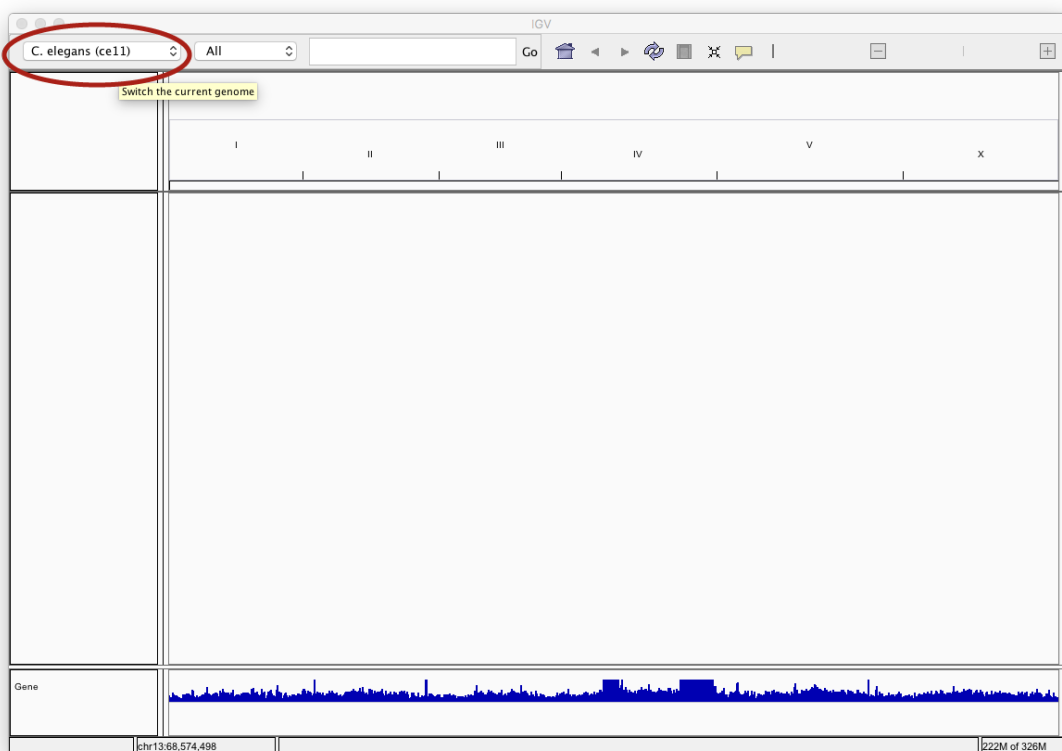 IGV
C. elegans (ce11) All Go
Switch the current genome
I II III IV V X
Gene
chr13:68,574,498 222M of 326M